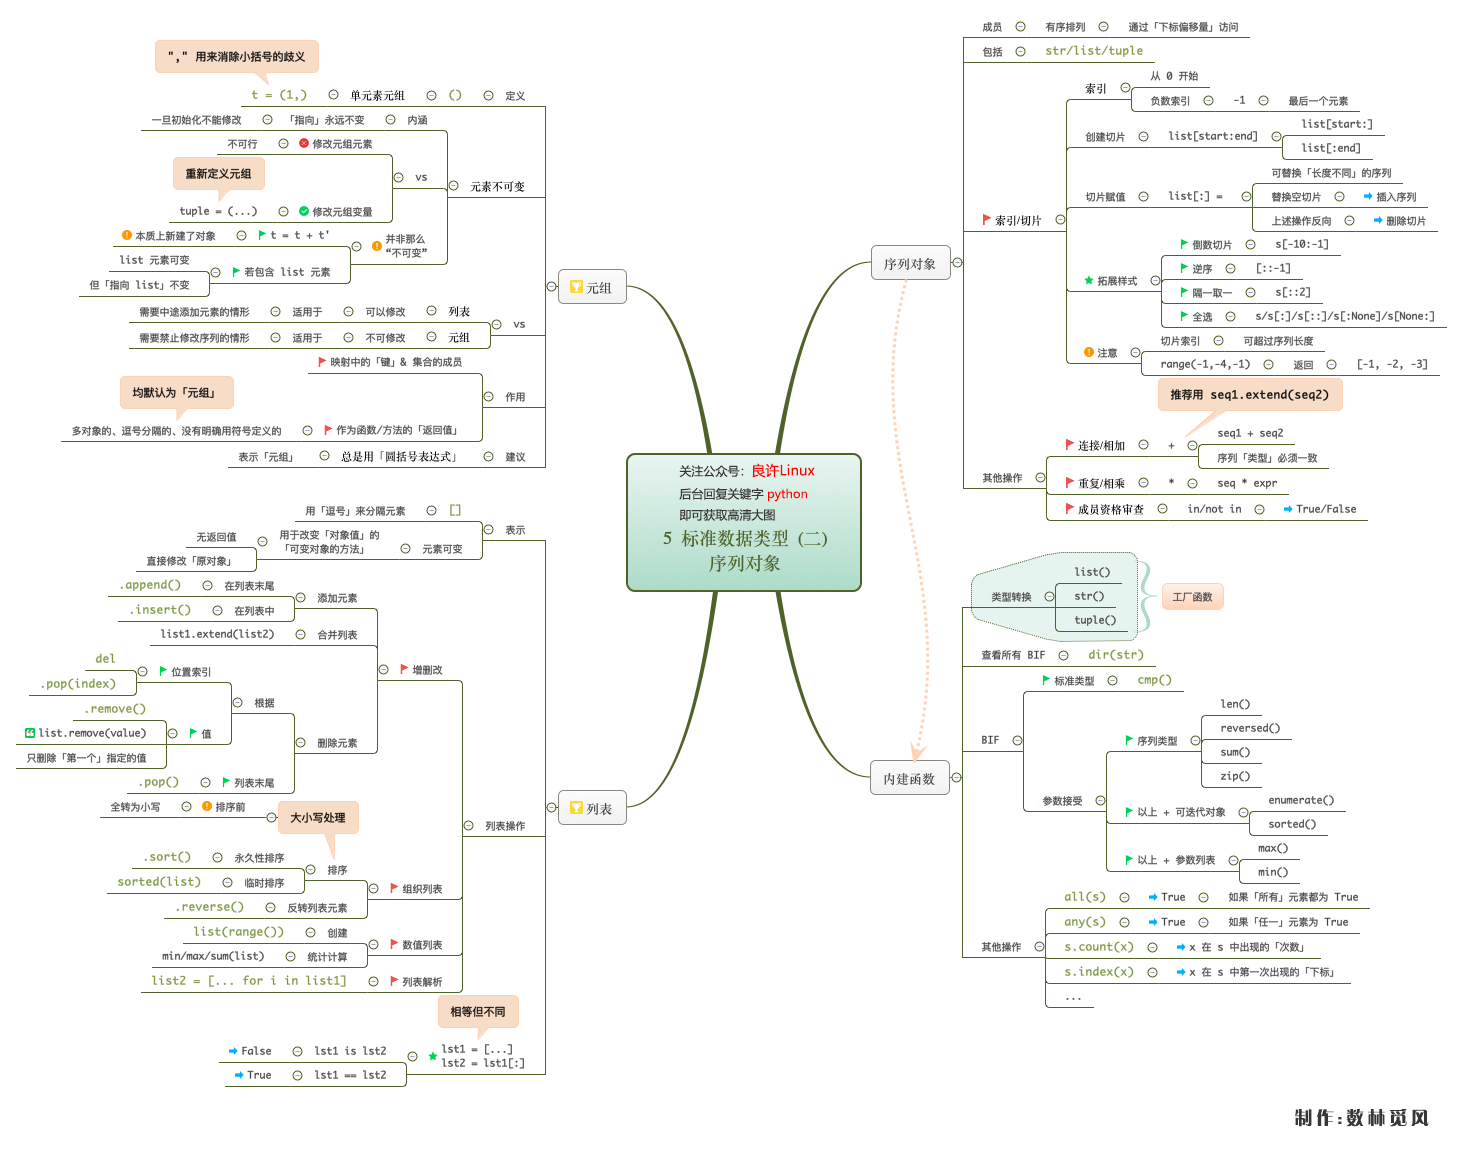 关注公众号：良许Linux
后台回复关键字 python
即可获取高清大图
5 标准数据类型 (二)
序列对象
序列对象
成员
有序排列
通过「下标偏移量」访问
包括
str/list/tuple
索引/切片
索引
从 0 开始
负数索引
-1
最后一个元素
创建切片
list[start:end]
list[start:]
list[:end]
切片赋值
list[:] =
可替换「长度不同」的序列
替换空切片
插入序列
上述操作反向
删除切片
拓展样式
倒数切片
s[-10:-1]
逆序
[::-1]
隔一取一
s[::2]
全选
s/s[:]/s[::]/s[:None]/s[None:]
注意
切片索引
可超过序列长度
range(-1,-4,-1)
返回
[-1, -2, -3]
推荐用 seq1.extend(seq2)
其他操作
连接/相加
+
seq1 + seq2
序列「类型」必须一致
重复/相乘
*
seq * expr
成员资格审查
in/not in
True/False
内建函数
类型转换
list()
str()
tuple()
工厂函数
查看所有 BIF
dir(str)
BIF
标准类型
cmp()
参数接受
序列类型
len()
reversed()
sum()
zip()
以上 + 可迭代对象
enumerate()
sorted()
以上 + 参数列表
max()
min()
其他操作
all(s)
True
如果「所有」元素都为 True
any(s)
True
如果「任一」元素为 True
s.count(x)
x 在 s 中出现的「次数」
s.index(x)
x 在 s 中第一次出现的「下标」
...
元组
"," 用来消除小括号的歧义
定义
()
单元素元组
t = (1,)
元素不可变
内涵
「指向」永远不变
一旦初始化不能修改
vs
修改元组元素
不可行
重新定义元组
修改元组变量
tuple = (...)
并非那么
“不可变”
t = t + t'
本质上新建了对象
若包含 list 元素
list 元素可变
但「指向 list」不变
vs
列表
可以修改
适用于
需要中途添加元素的情形
元组
不可修改
适用于
需要禁止修改序列的情形
作用
映射中的「键」& 集合的成员
均默认为「元组」
作为函数/方法的「返回值」
多对象的、逗号分隔的、没有明确用符号定义的
建议
总是用「圆括号表达式」
表示「元组」
列表
表示
[]
用「逗号」来分隔元素
元素可变
用于改变「对象值」的
「可变对象的方法」
无返回值
直接修改「原对象」
列表操作
增删改
添加元素
在列表末尾
.append()
在列表中
.insert()
合并列表
list1.extend(list2)
删除元素
根据
位置索引
del
.pop(index)
值
.remove()
list.remove(value)
只删除「第一个」指定的值
列表末尾
.pop()
大小写处理
排序前
全转为小写
组织列表
排序
永久性排序
.sort()
临时排序
sorted(list)
反转列表元素
.reverse()
数值列表
创建
list(range())
统计计算
min/max/sum(list)
列表解析
list2 = [... for i in list1]
相等但不同
lst1 = [...]
lst2 = lst1[:]
lst1 is lst2
False
lst1 == lst2
True
制作:数林觅风